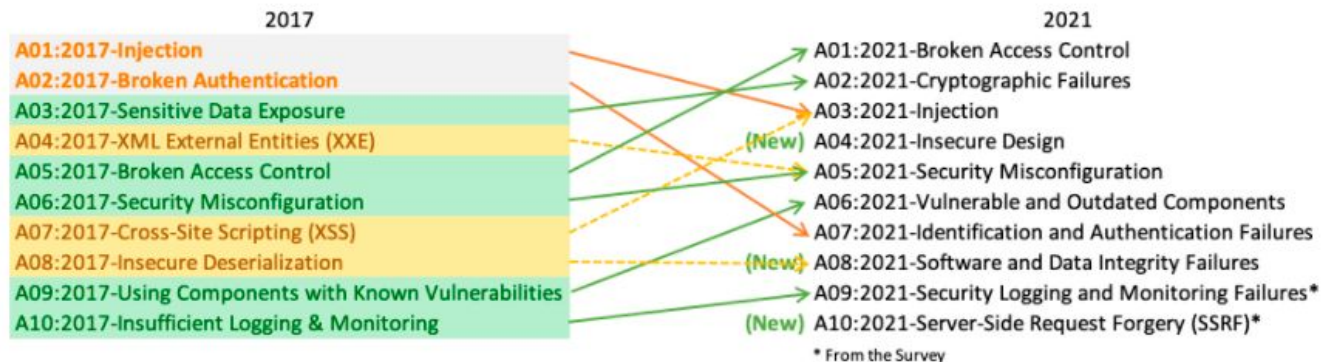 2017
2021
A01:2017-Injection
A02:2017-Broken Authentication
A03:2017-Sensitive Data Exposure
A04:2017-XML External Entities (XXE)
A05:2017-Broken Access Control
A06:2017-Security Misconfiguration
A07:2017-Cross-Site Scripting (XSS)
A08:2017-Insecure Deserialization
A09:2017-Using Components with Known Vulnerabilities
A10:2017-Insufficient Logging & Monitoring
A01:2021-Broken Access Control
A02:2021-Cryptographic Failures
A03:2021-Injection
(New) A04:2021-Insecure Design
A05:2021-Security Misconfiguration
A06:2021-Vulnerable and Outdated Components
A07:2021-Identification and Authentication Failures
(New) A08:2021-Software and Data Integrity Failures
A09:2021-Security Logging and Monitoring Failures*
(New) A10:2021-Server-Side Request Forgery (SSRF)*
* From the Survey